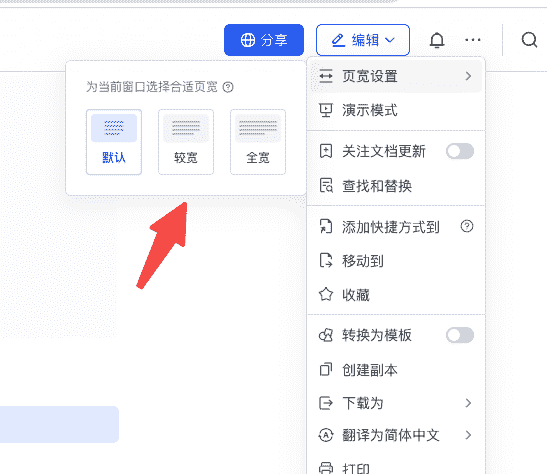 分享
编辑
为当前窗口选择合适页宽
默认
较宽
全宽
页宽设置
演示模式
关注文档更新
查找和替换
添加快捷方式到
移动到
收藏
转换为模板
创建副本
下载为
翻译为简体中文
打印